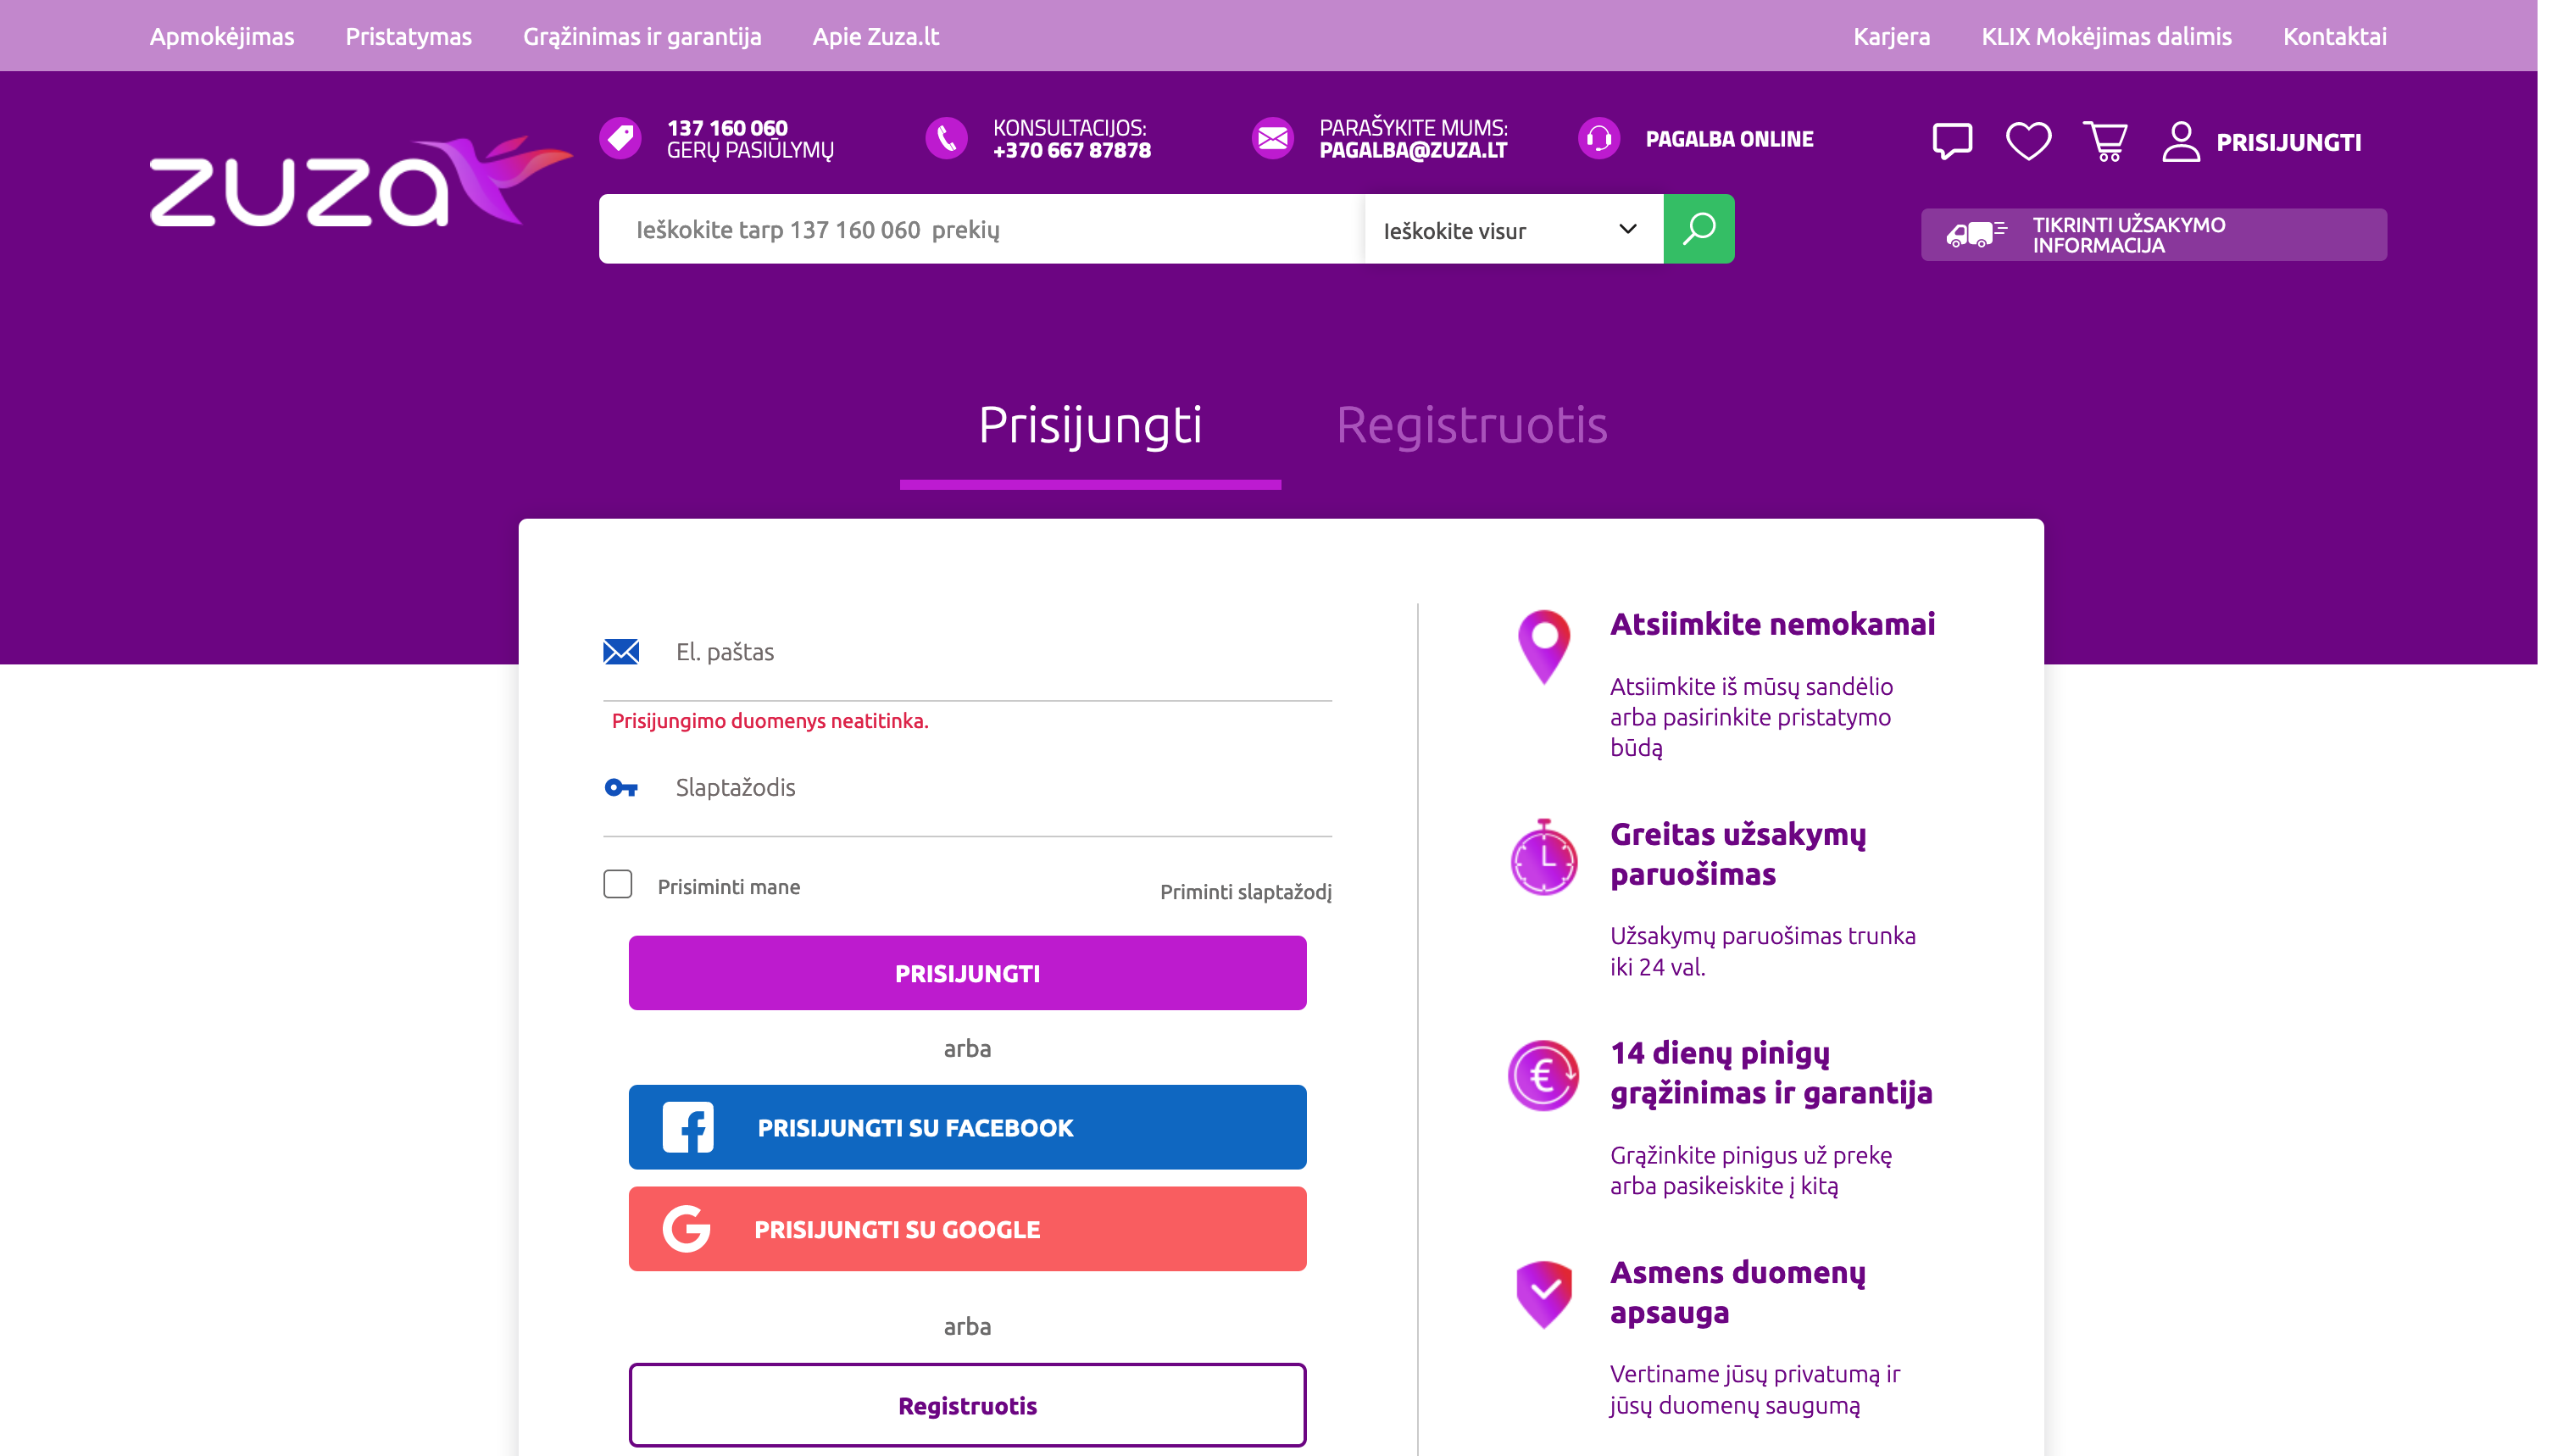 Apmokėjimas
Pristatymas
Grąžinimas ir garantija
Apie Zuza.lt
Karjera
KLIX Mokėjimas dalimis
Kontaktai
zuza
137 160 060
GERŲ PASIŪLYMŲ
KONSULTACIJOS:
+370 667 87878
PARAŠYKITE MUMS:
PAGALBA@ZUZA.LT
PAGALBA ONLINE
PRISIJUNGTI
Ieškokite tarp 137 160 060 prekių
Ieškokite visur
TIKRINTI UŽSAKYMO
INFORMACIJA
Prisijungti
Registruotis
El. paštas
Prisijungimo duomenys neatitinka.
Slaptažodis
Prisiminti mane
Priminti slaptažodį
PRISIJUNGTI
arba
PRISIJUNGTI SU FACEBOOK
PRISIJUNGTI SU GOOGLE
arba
Registruotis
Atsiimkite nemokamai
Atsiimkite iš mūsų sandėlio
arba pasirinkite pristatymo
būdą
Greitas užsakymų
paruošimas
Užsakymų paruošimas trunka
iki 24 val.
14 dienų pinigų
grąžinimas ir garantija
Grąžinkite pinigus už prekę
arba pasikeiskite į kitą
Asmens duomenų
apsauga
Vertiname jūsų privatumą ir
jūsų duomenų saugumą